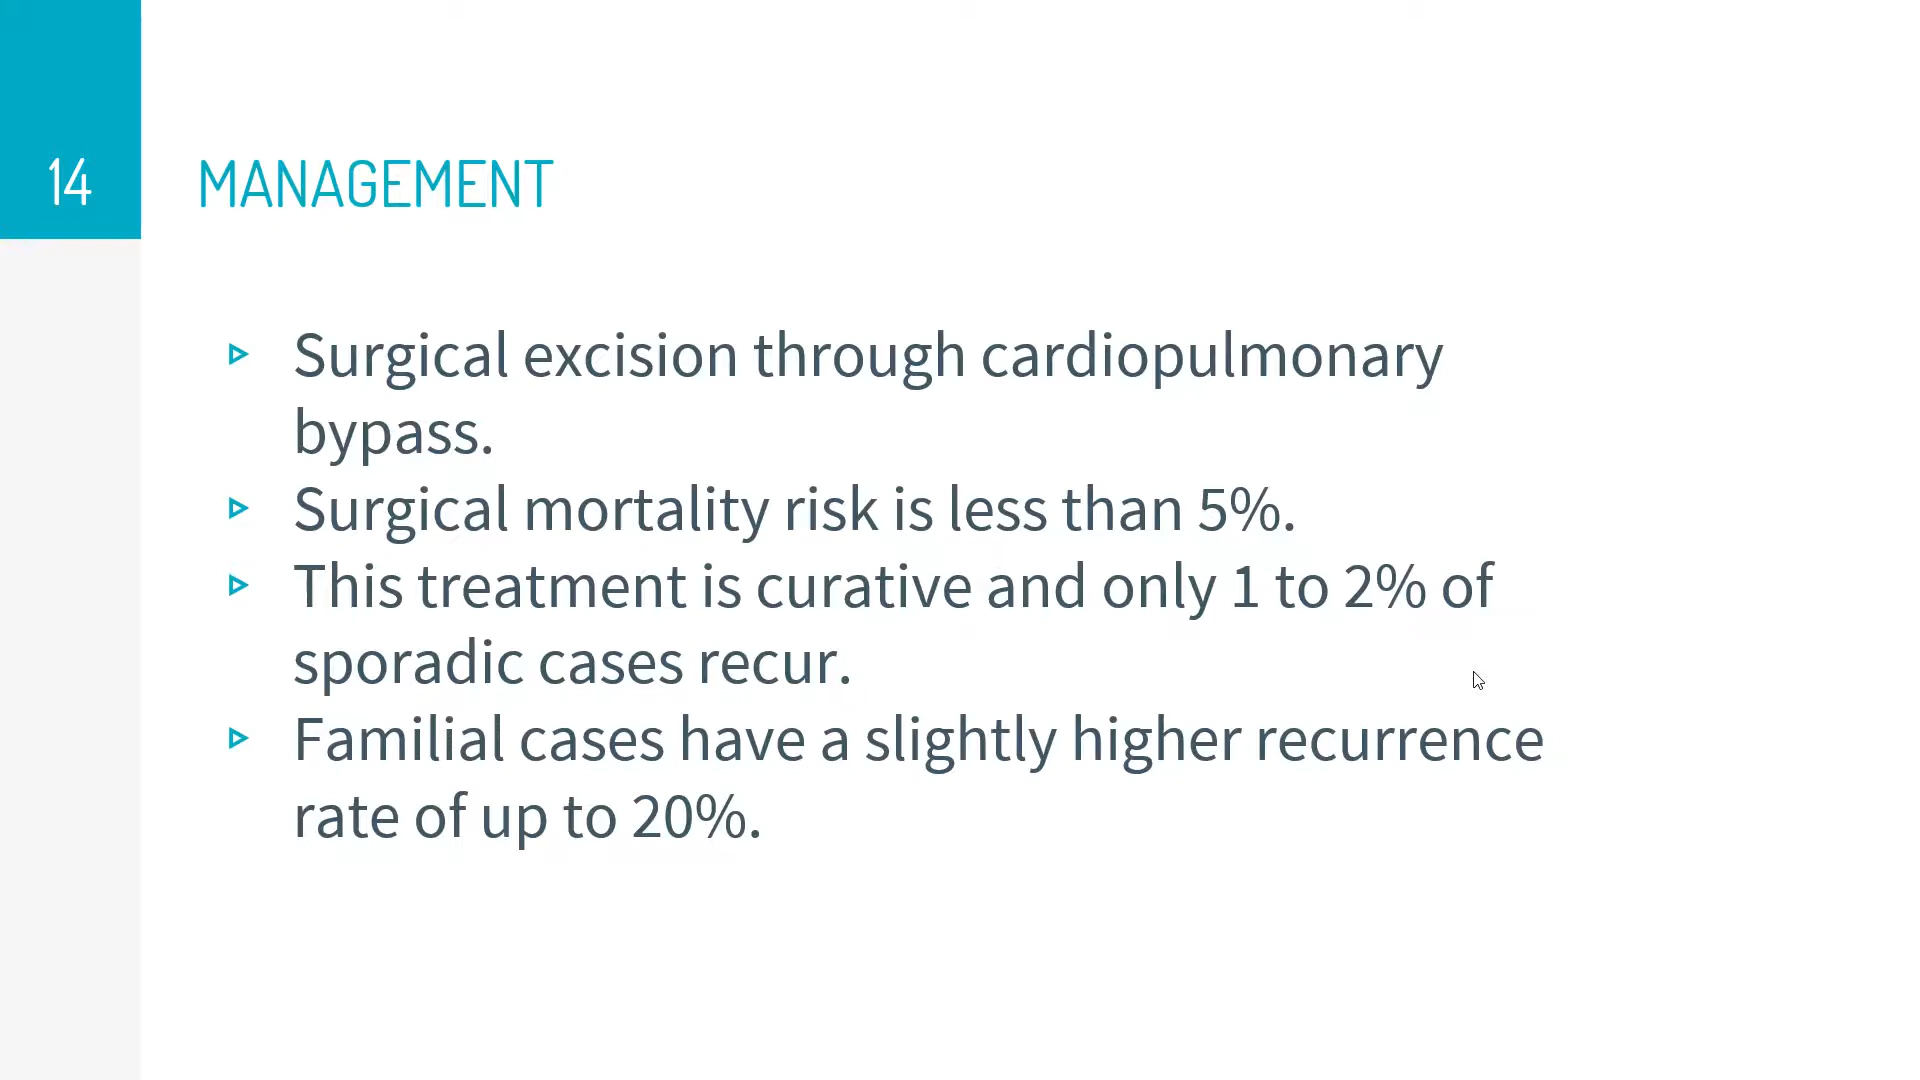 14
MANAGEMENT
Surgical excision through cardiopulmonary
bypass.
Surgical mortality risk is less than 5%.
This treatment is curative and only 1 to 2% of
sporadic cases recur.
Familial cases have a slightly higher recurrence
rate of up to 20%.